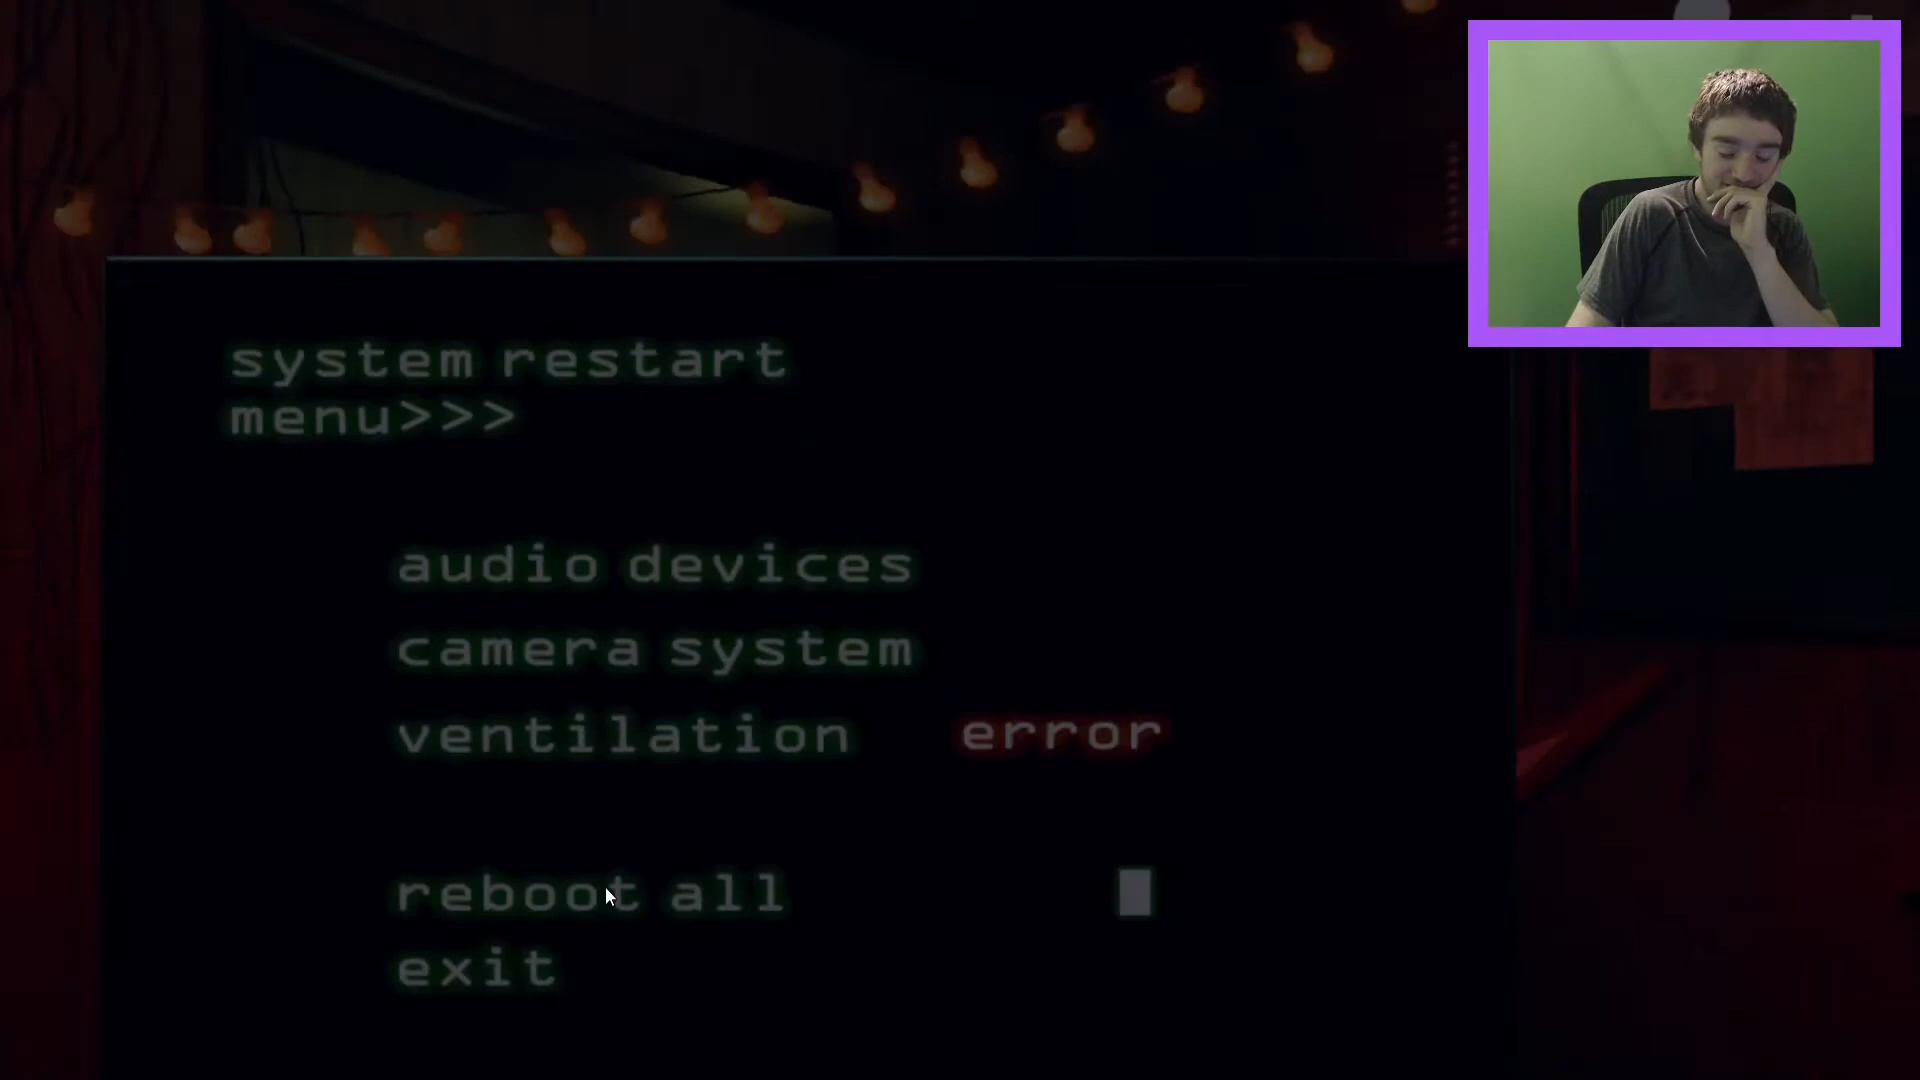 system restart
menu>>>
audio devices
camera system
ventilation error
reboot all
exit